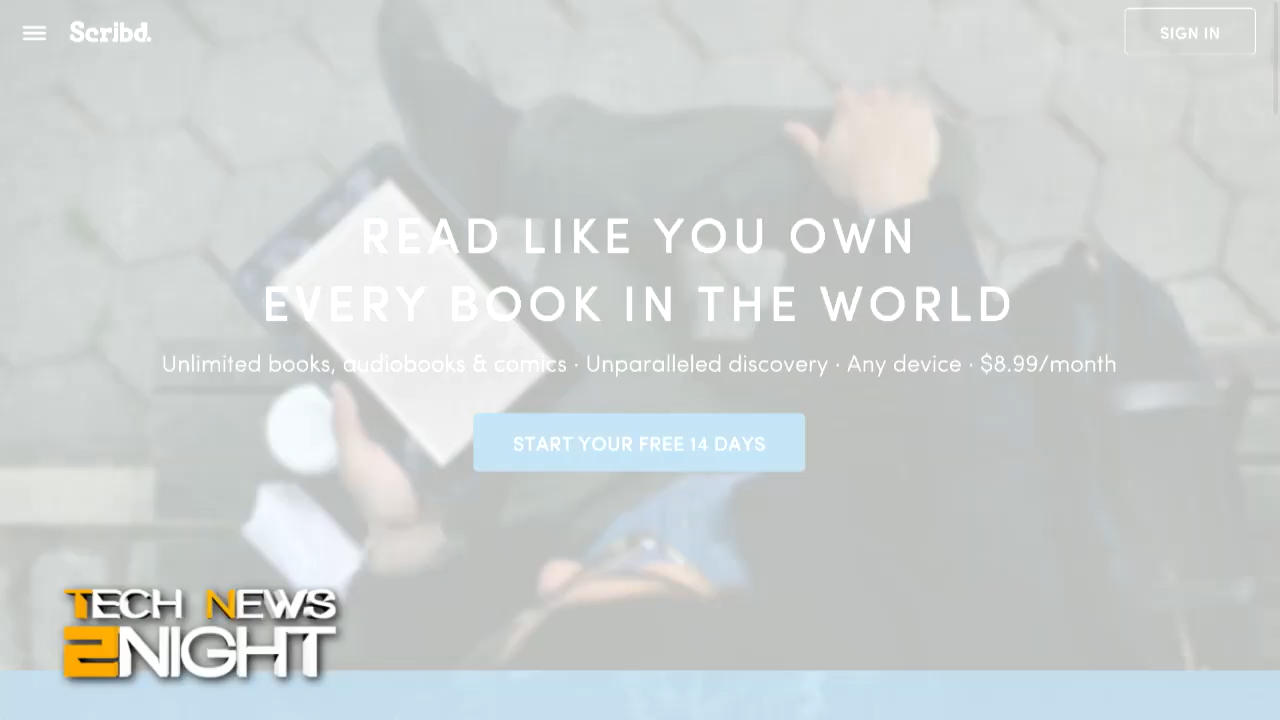 Scribd.
SIGN IN
READ LIKE YOU OWN
EVERY BOOK IN THE WORLD
Unlimited books, audiobooks & comics · Unparalleled discovery · Any device · $8.99/month
START YOUR FREE 14 DAYS
TECH NEWS
2NIGHT